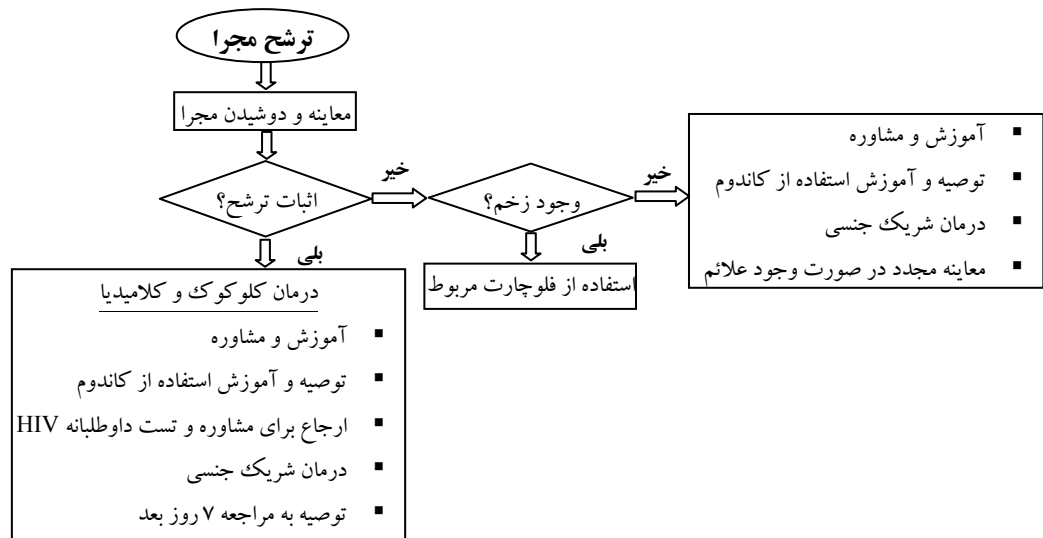 ترشح مجرا
معاینه و دوشیدن مجرا
اثبات ترشح؟
خیر
وجود زخم؟
خیر
▪ آموزش و مشاوره
▪ توصیه و آموزش استفاده از کاندوم
▪ درمان شریک جنسی
▪ معاینه مجدد در صورت وجود علائم
بلی
استفاده از فلوچارت مربوط
بلی
درمان کلوکوک و کلامیدیا
▪ آموزش و مشاوره
▪ توصیه و آموزش استفاده از کاندوم
▪ ارجاع برای مشاوره و تست داوطلبانه HIV
▪ درمان شریک جنسی
▪ توصیه به مراجعه ۷ روز بعد